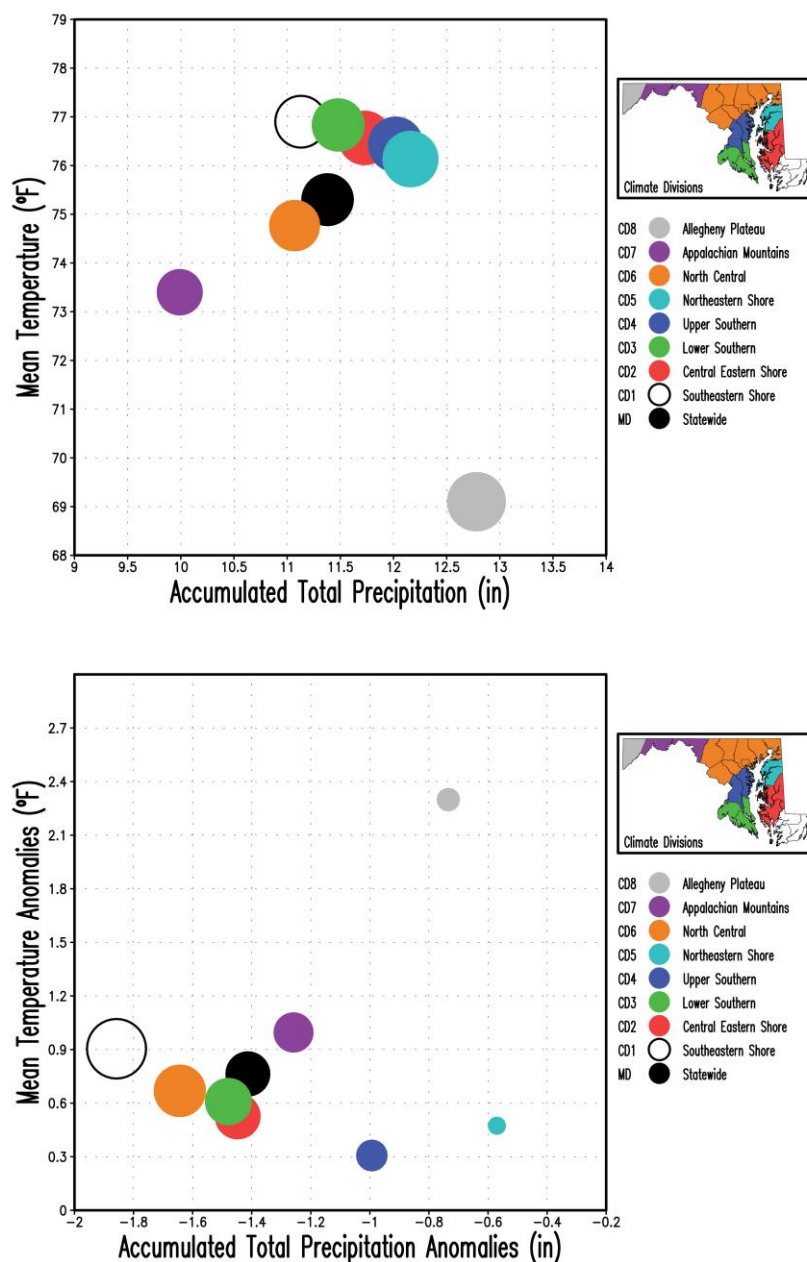 79
78
77
76
75
74
73
72
71
70
69
68
Mean Temperature (ºF)
9 9.5 10 10.5 11 11.5 12 12.5 13 13.5 14
Accumulated Total Precipitation (in)
Climate Divisions
CD8 Allegheny Plateau
CD7 Appalachian Mountains
CD6 North Central
CD5 Northeastern Shore
CD4 Upper Southern
CD3 Lower Southern
CD2 Central Eastern Shore
CD1 Southeastern Shore
MD Statewide
2.7
2.4
2.1
1.8
1.5
1.2
0.9
0.6
0.3
0
Mean Temperature Anomalies (ºF)
-2 -1.8 -1.6 -1.4 -1.2 -1 -0.8 -0.6 -0.4 -0.2
Accumulated Total Precipitation Anomalies (in)
Climate Divisions
CD8 Allegheny Plateau
CD7 Appalachian Mountains
CD6 North Central
CD5 Northeastern Shore
CD4 Upper Southern
CD3 Lower Southern
CD2 Central Eastern Shore
CD1 Southeastern Shore
MD Statewide